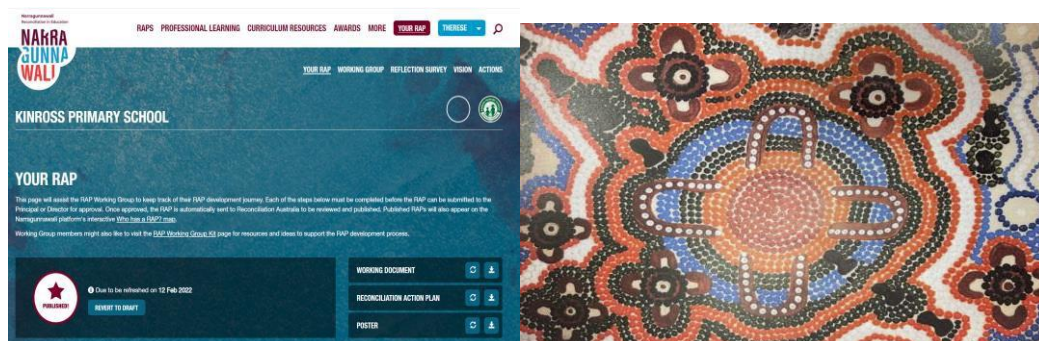 Narragunnawali
Reconciliation in Education
NARRA
GUNNA
WALI
RAPS PROFESSIONAL LEARNING CURRICULUM RESOURCES AWARDS MORE YOUR RAP THERESE
YOUR RAP WORKING GROUP REFLECTION SURVEY VISION ACTIONS
KINROSS PRIMARY SCHOOL
YOUR RAP
This page will assist the RAP Working Group to keep track of their RAP development journey. Each of the steps below must be completed before the RAP can be submitted to the
Principal or Director for approval. Once approved, the RAP is automatically sent to Reconciliation Australia to be reviewed and published. Published RAPs will also appear on the
Narragunnawali platform's interactive Who has a RAP? map.
Working Group members might also like to visit the RAP Working Group Kit page for resources and ideas to support the RAP development process.
PUBLISHED!
Due to be refreshed on 12 Feb 2022
REVERT TO DRAFT
WORKING DOCUMENT
RECONCILIATION ACTION PLAN
POSTER